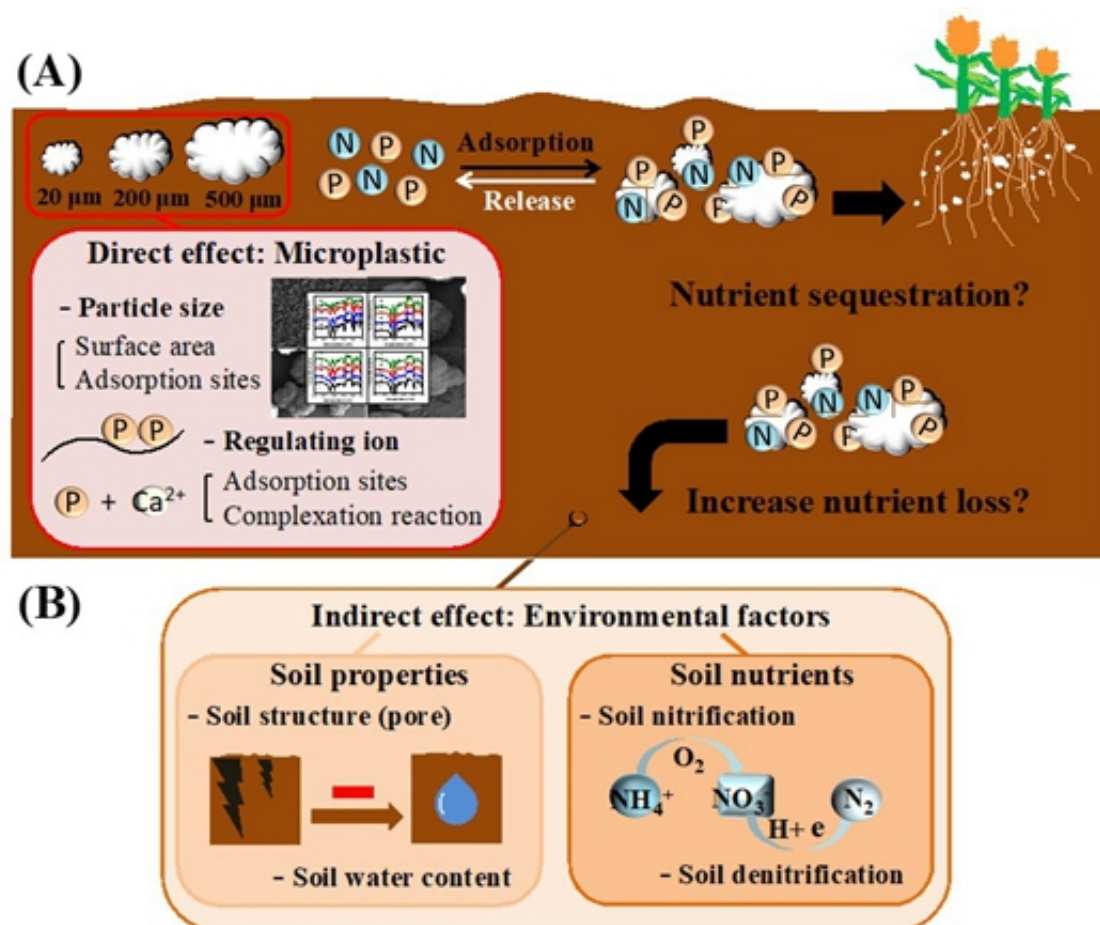 (A)
20 µm 200 µm 500 µm
N P N
P N P
Adsorption
Release
P
P N N P
N P P P
Direct effect: Microplastic
- Particle size
Surface area
Adsorption sites
P P
- Regulating ion
P + Ca²⁺
Adsorption sites
Complexation reaction
Nutrient sequestration?
P
P N N P
N P P P
Increase nutrient loss?
(B)
Indirect effect: Environmental factors
Soil properties
- Soil structure (pore)
- Soil water content
Soil nutrients
- Soil nitrification
O₂
NH₄⁺ NO₃⁻ N₂
H+ e
- Soil denitrification